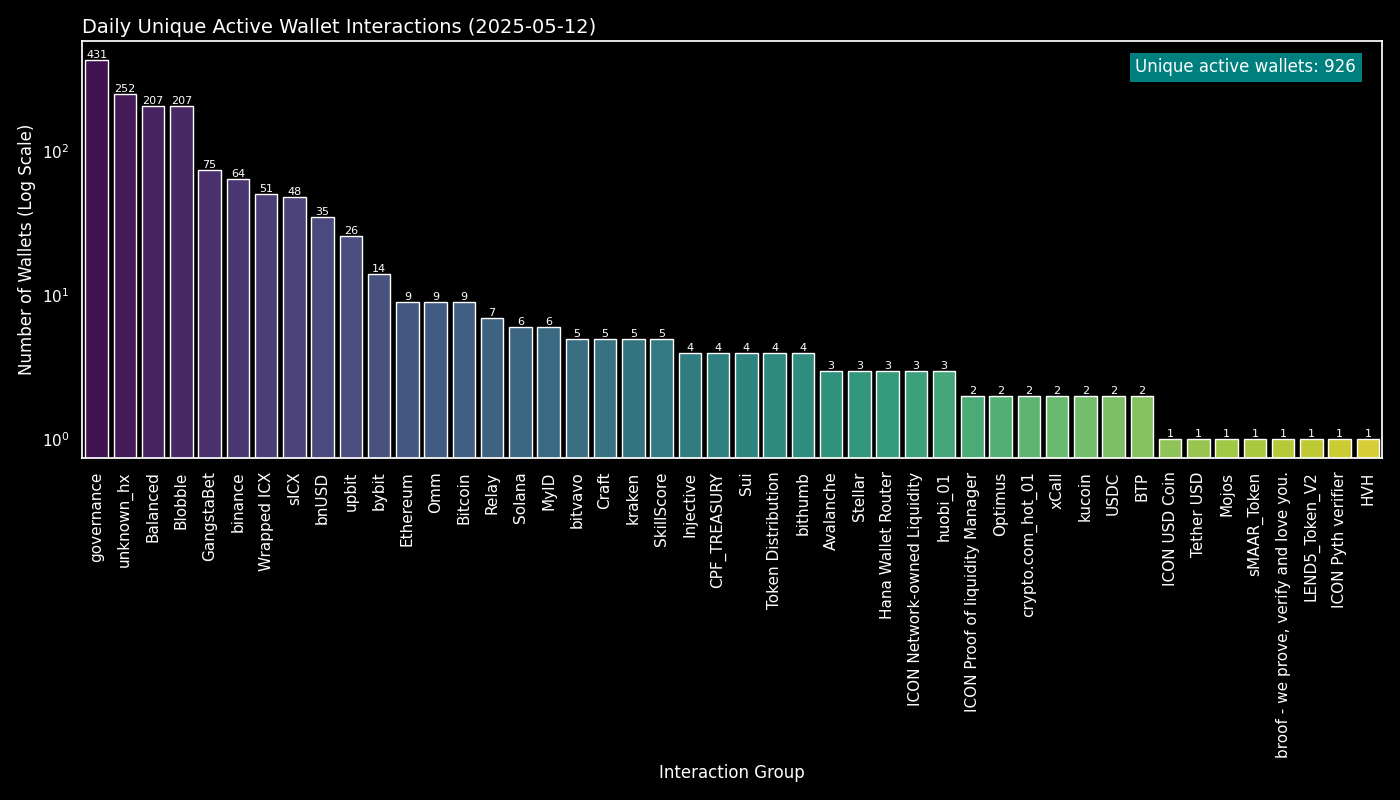 Daily Unique Active Wallet Interactions (2025-05-12)
Unique active wallets: 926
Number of Wallets (Log Scale)
10²
10¹
10⁰
431
252
207
207
75
64
51
48
35
26
14
9
9
9
7
6
6
5
5
5
5
4
4
4
4
4
3
3
3
3
3
2
2
2
2
2
2
2
1
1
1
1
1
1
1
1
governance
unknown_hx
Balanced
Blobble
GangstaBet
binance
Wrapped ICX
sICX
bnUSD
upbit
bybit
Ethereum
Omm
Bitcoin
Relay
Solana
MyID
bitvavo
Craft
kraken
SkillScore
Injective
CPF_TREASURY
Sui
Token Distribution
bithumb
Avalanche
Stellar
Hana Wallet Router
ICON Network-owned Liquidity
huobi_01
ICON Proof of liquidity Manager
Optimus
crypto.com_hot_01
xCall
kucoin
USDC
BTP
ICON USD Coin
Tether USD
Mojos
sMAAR_Token
broof - we prove, verify and love you.
LEND5_Token_V2
ICON Pyth verifier
HVH
Interaction Group